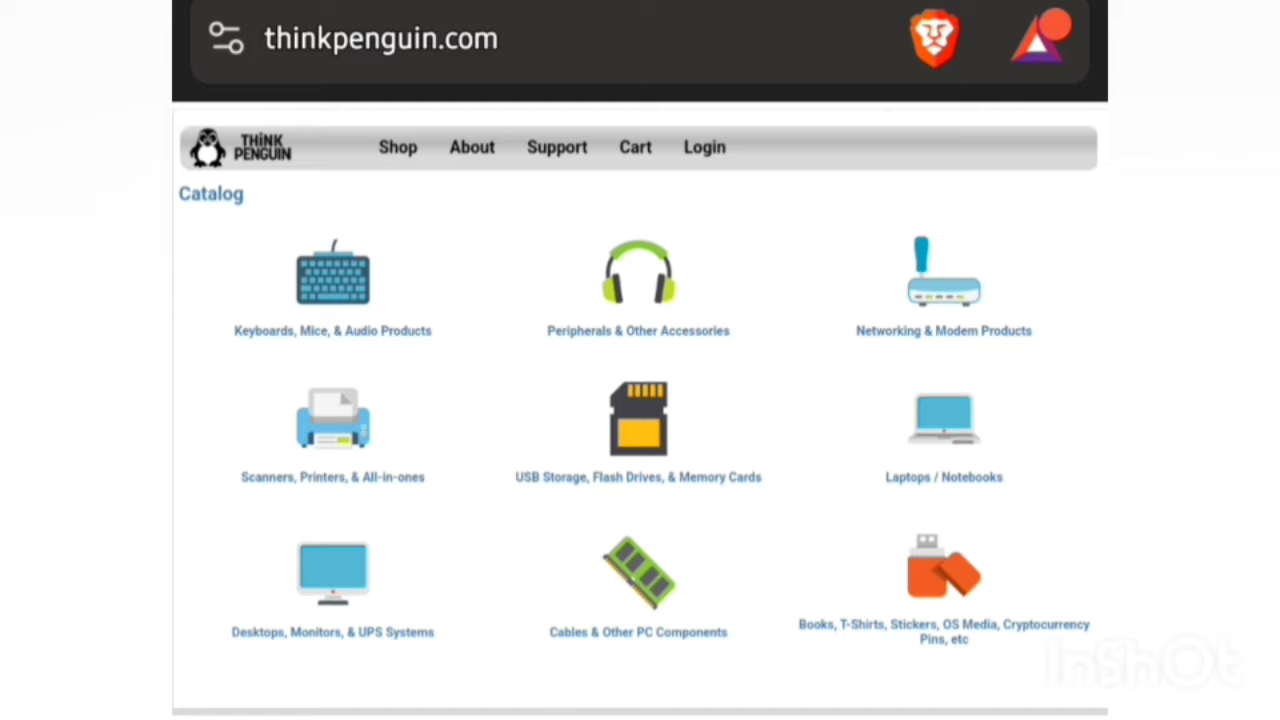 thinkpenguin.com
THiNK
PENGUIN
Shop About Support Cart Login
Catalog
Keyboards, Mice, & Audio Products
Peripherals & Other Accessories
Networking & Modem Products
Scanners, Printers, & All-in-ones
USB Storage, Flash Drives, & Memory Cards
Laptops / Notebooks
Desktops, Monitors, & UPS Systems
Cables & Other PC Components
Books, T-Shirts, Stickers, OS Media, Cryptocurrency
Pins, etc
InShOt